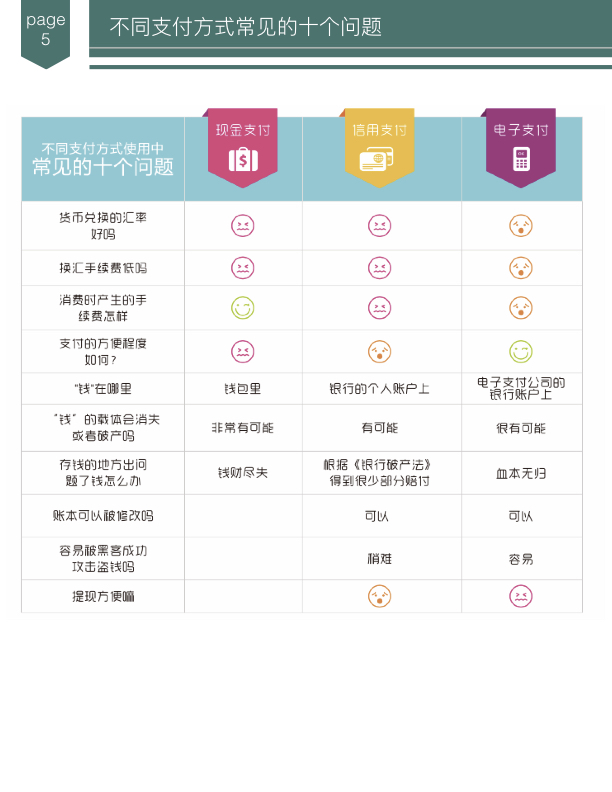 page
5
不同支付方式常见的十个问题
现金支付
信用支付
电子支付
不同支付方式使用中
常见的十个问题
$
货币兑换的汇率
好吗
换汇手续费低吗
消费时产生的手
续费怎样
支付的方便程度
如何?
“钱”在哪里
钱包里
银行的个人账户上
电子支付公司的
银行账户上
“钱”的载体会消失
或者破产吗
非常有可能
有可能
很有可能
存钱的地方出问
题了钱怎么办
钱财尽失
根据《银行破产法》
得到很少部分赔付
血本无归
账本可以被修改吗
可以
可以
容易被黑客成功
攻击盗钱吗
稍难
容易
提现方便嘛